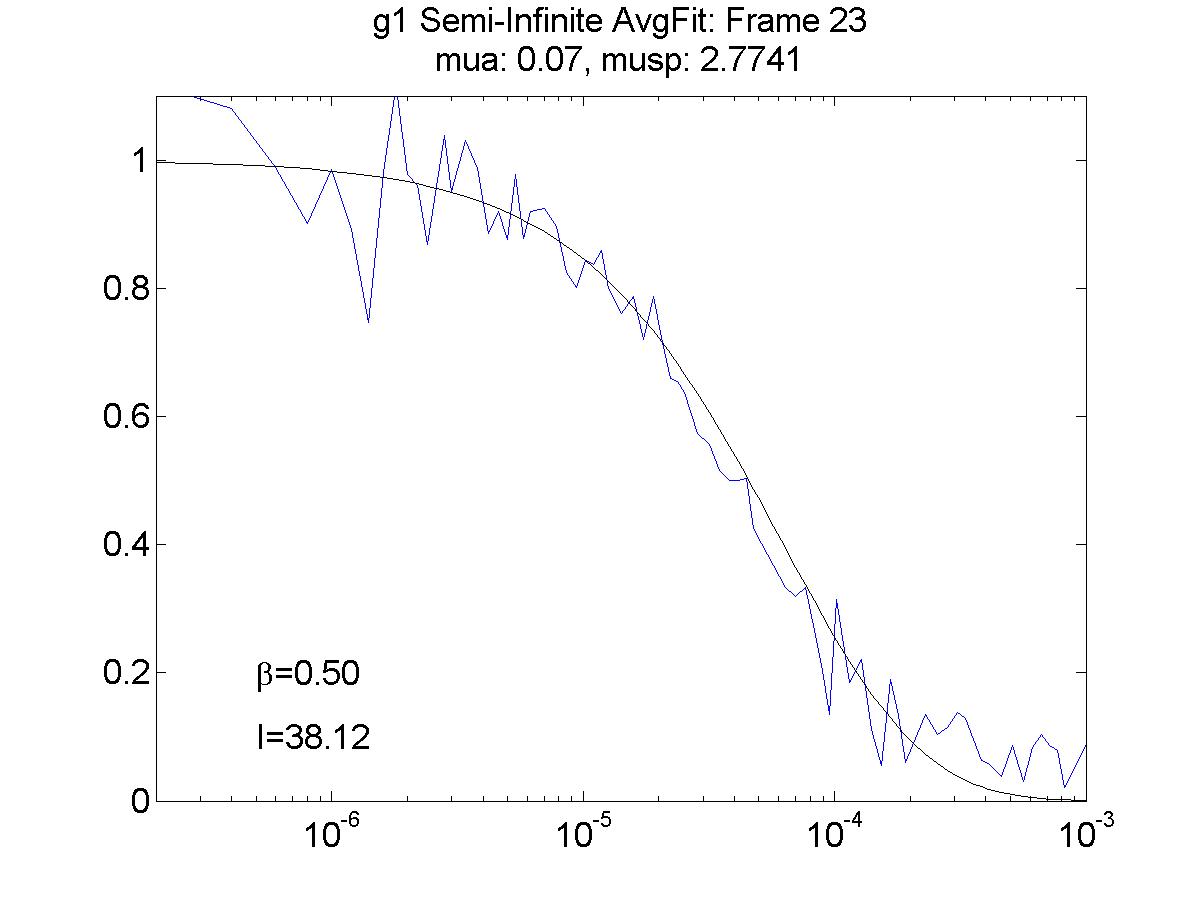 g1 Semi-Infinite AvgFit: Frame 23
mua: 0.07, musp: 2.7741
1
0.8
0.6
0.4
0.2
0
β=0.50
I=38.12
10^-6
10^-5
10^-4
10^-3